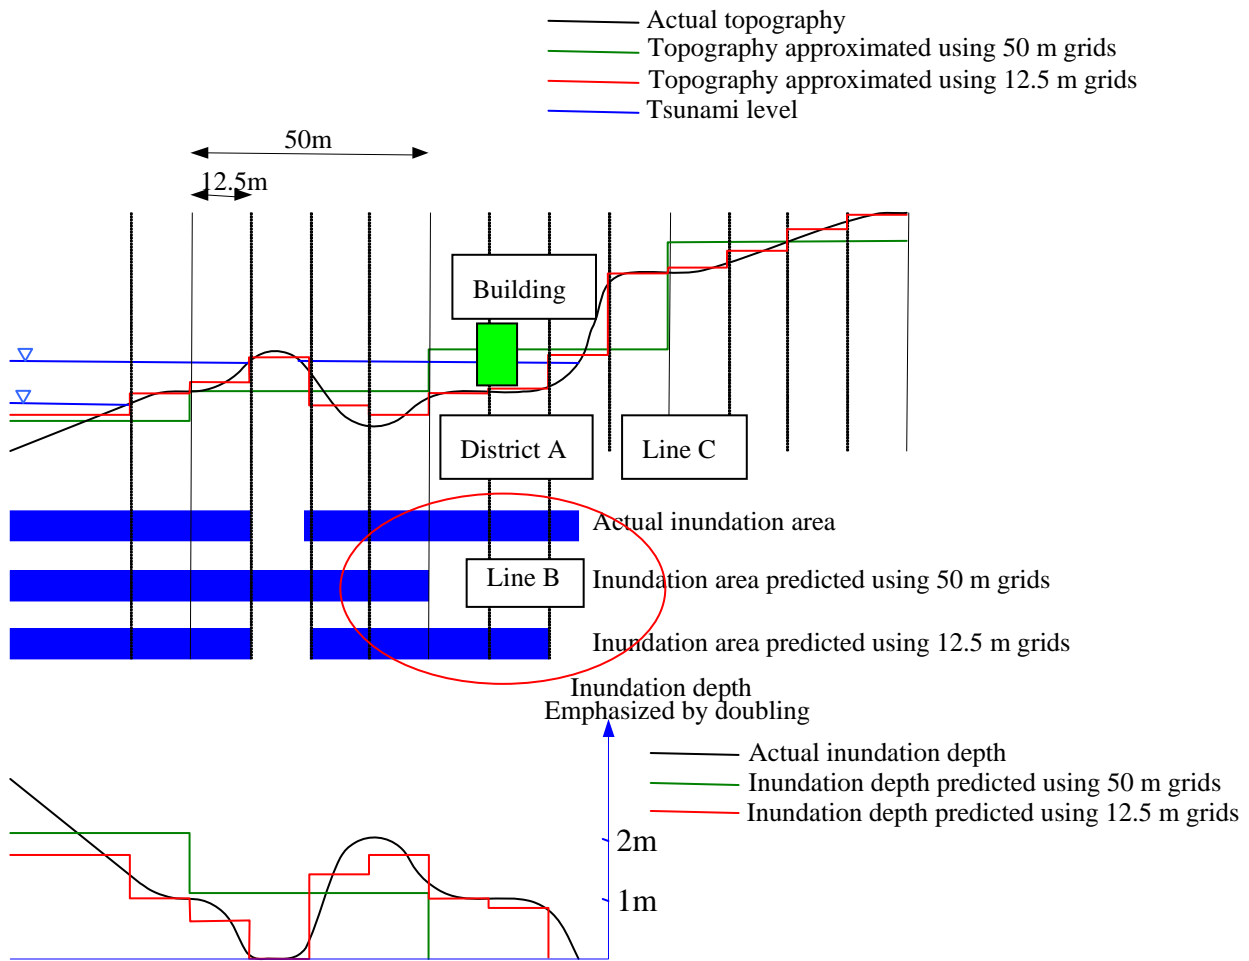 Actual topography
Topography approximated using 50 m grids
Topography approximated using 12.5 m grids
Tsunami level
50m
12.5m
Building
District A
Line C
Actual inundation area
Line B
Inundation area predicted using 50 m grids
Inundation area predicted using 12.5 m grids
Inundation depth
Emphasized by doubling
Actual inundation depth
Inundation depth predicted using 50 m grids
Inundation depth predicted using 12.5 m grids
2m
1m